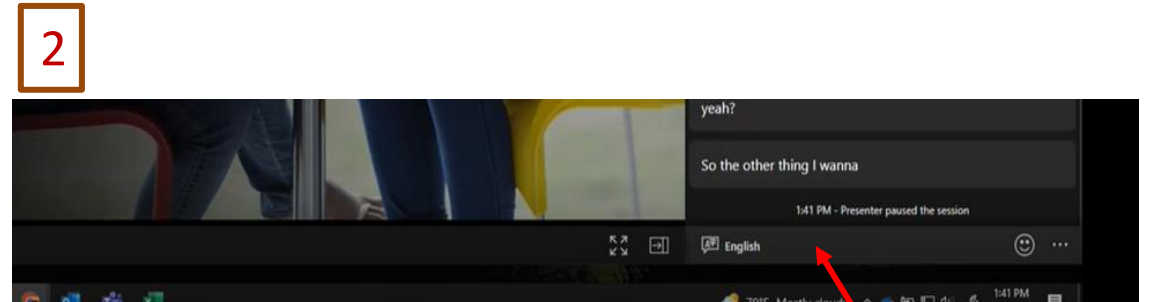 2
yeah?
So the other thing I wanna
1:41 PM - Presenter paused the session
English
1:41 PM